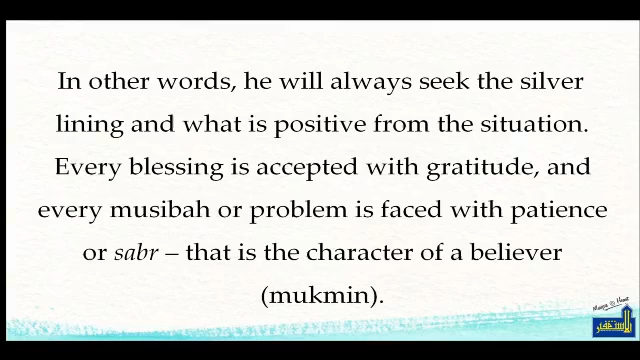 In other words, he will always seek the silver
lining and what is positive from the situation.
Every blessing is accepted with gratitude, and
every musibah or problem is faced with patience
or sabr – that is the character of a believer
(mukmin).